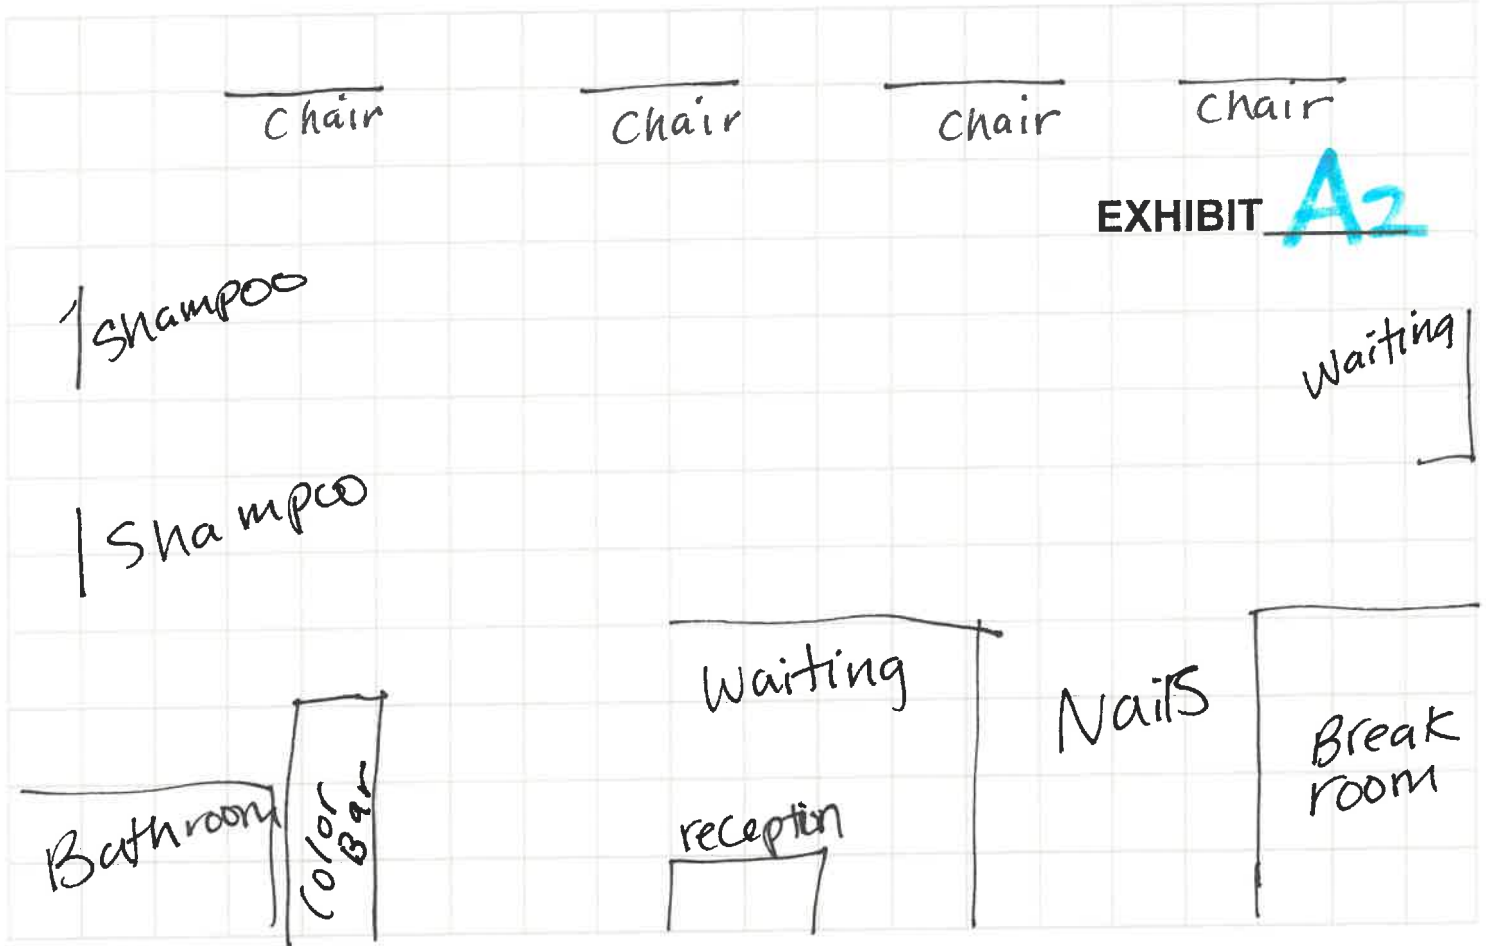 Chair Chair Chair Chair
EXHIBIT A2
Shampoo
Waiting
Shampoo
Waiting
Nails
Break
room
Bathroom
Color
Bar
reception